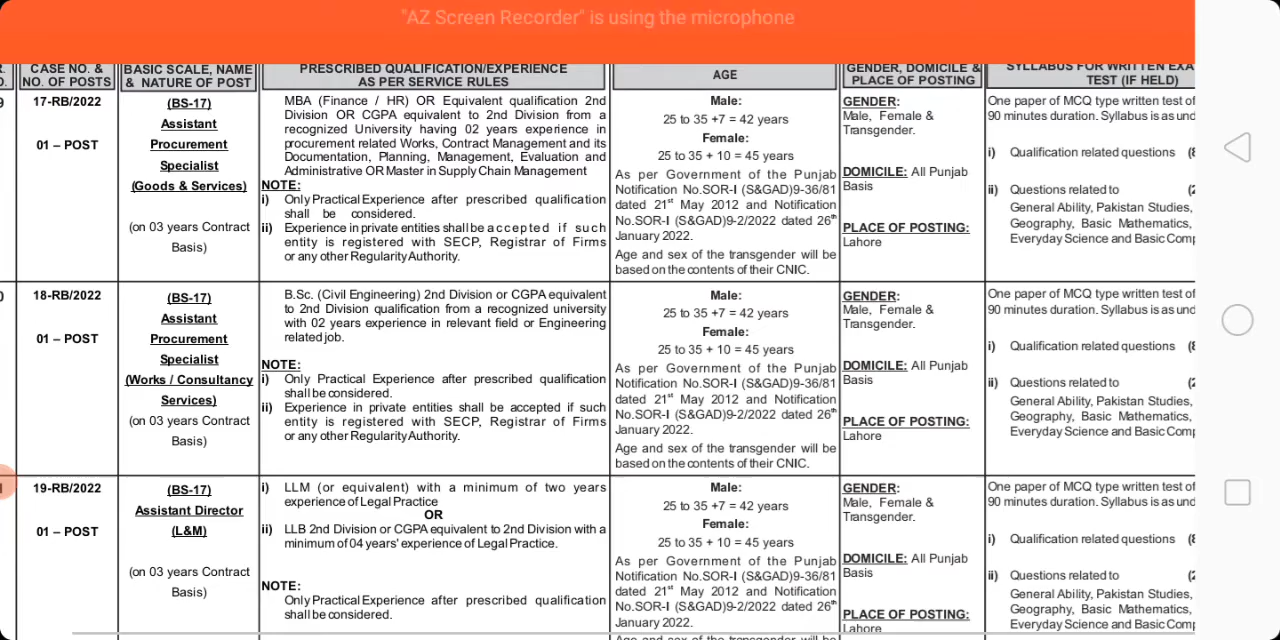 "AZ Screen Recorder" is using the microphone
CASE NO. &
NO. OF POSTS
BASIC SCALE, NAME
& NATURE OF POST
PRESCRIBED QUALIFICATION/EXPERIENCE
AS PER SERVICE RULES
AGE
GENDER, DOMICILE &
PLACE OF POSTING
SYLLABUS FOR WRITTEN EXA
TEST (IF HELD)
17-RB/2022
01 – POST
(BS-17)
Assistant
Procurement
Specialist
(Goods & Services)
(on 03 years Contract
Basis)
MBA (Finance / HR) OR Equivalent qualification 2nd
Division OR CGPA equivalent to 2nd Division from a
recognized University having 02 years experience in
procurement related Works, Contract Management and its
Documentation, Planning, Management, Evaluation and
Administrative OR Master in Supply Chain Management
NOTE:
i) Only Practical Experience after prescribed qualification
shall be considered.
ii) Experience in private entities shall be accepted if such
entity is registered with SECP, Registrar of Firms
or any other Regularity Authority.
Male:
25 to 35 +7 = 42 years
Female:
25 to 35 + 10 = 45 years
As per Government of the Punjab
Notification No.SOR-I (S&GAD)9-36/81
dated 21st May 2012 and Notification
No.SOR-I (S&GAD)9-2/2022 dated 26th
January 2022.
Age and sex of the transgender will be
based on the contents of their CNIC.
GENDER:
Male, Female &
Transgender.
DOMICILE: All Punjab
Basis
PLACE OF POSTING:
Lahore
One paper of MCQ type written test of
90 minutes duration. Syllabus is as und
i) Qualification related questions (8
ii) Questions related to (2
General Ability, Pakistan Studies,
Geography, Basic Mathematics,
Everyday Science and Basic Comp
18-RB/2022
01 – POST
(BS-17)
Assistant
Procurement
Specialist
(Works / Consultancy
Services)
(on 03 years Contract
Basis)
B.Sc. (Civil Engineering) 2nd Division or CGPA equivalent
to 2nd Division qualification from a recognized university
with 02 years experience in relevant field or Engineering
related job.
NOTE:
i) Only Practical Experience after prescribed qualification
shall be considered.
ii) Experience in private entities shall be accepted if such
entity is registered with SECP, Registrar of Firms
or any other Regularity Authority.
Male:
25 to 35 +7 = 42 years
Female:
25 to 35 + 10 = 45 years
As per Government of the Punjab
Notification No.SOR-I (S&GAD)9-36/81
dated 21st May 2012 and Notification
No.SOR-I (S&GAD)9-2/2022 dated 26th
January 2022.
Age and sex of the transgender will be
based on the contents of their CNIC.
GENDER:
Male, Female &
Transgender.
DOMICILE: All Punjab
Basis
PLACE OF POSTING:
Lahore
One paper of MCQ type written test of
90 minutes duration. Syllabus is as und
i) Qualification related questions (8
ii) Questions related to (2
General Ability, Pakistan Studies,
Geography, Basic Mathematics,
Everyday Science and Basic Comp
19-RB/2022
01 – POST
(BS-17)
Assistant Director
(L&M)
(on 03 years Contract
Basis)
i) LLM (or equivalent) with a minimum of two years
experience of Legal Practice
OR
ii) LLB 2nd Division or CGPA equivalent to 2nd Division with a
minimum of 04 years' experience of Legal Practice.
NOTE:
Only Practical Experience after prescribed qualification
shall be considered.
Male:
25 to 35 +7 = 42 years
Female:
25 to 35 + 10 = 45 years
As per Government of the Punjab
Notification No.SOR-I (S&GAD)9-36/81
dated 21st May 2012 and Notification
No.SOR-I (S&GAD)9-2/2022 dated 26th
January 2022.
Age and sex of the transgender will be
GENDER:
Male, Female &
Transgender.
DOMICILE: All Punjab
Basis
PLACE OF POSTING:
Lahore
One paper of MCQ type written test of
90 minutes duration. Syllabus is as und
i) Qualification related questions (8
ii) Questions related to (2
General Ability, Pakistan Studies,
Geography, Basic Mathematics,
Everyday Science and Basic Comp